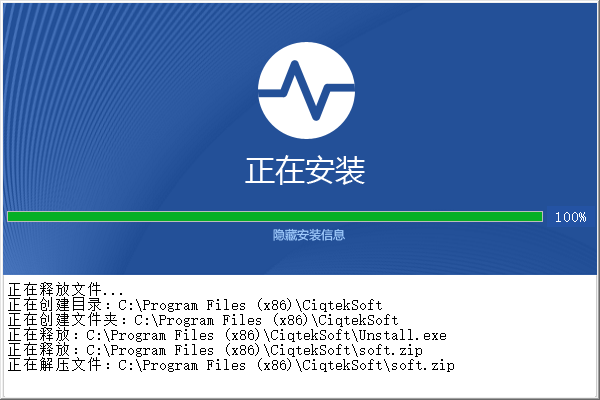 正在安装
100%
隐藏安装信息
正在释放文件...
正在创建目录：C:\Program Files (x86)\CiqtekSoft
正在创建文件夹：C:\Program Files (x86)\CiqtekSoft
正在释放：C:\Program Files (x86)\CiqtekSoft\Unstall.exe
正在释放：C:\Program Files (x86)\CiqtekSoft\soft.zip
正在解压文件：C:\Program Files (x86)\CiqtekSoft\soft.zip